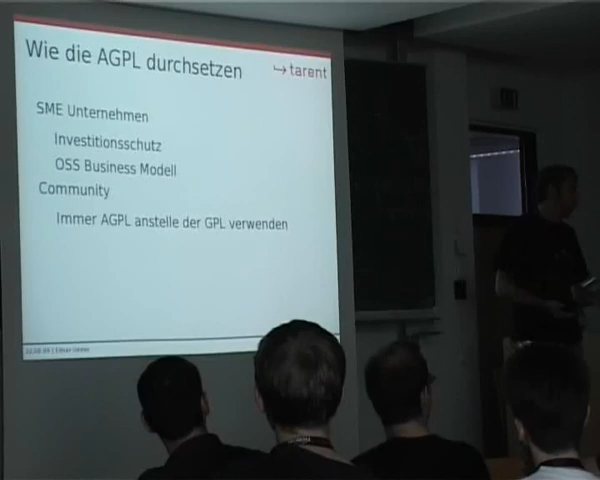 Wie die AGPL durchsetzen
tarent
SME Unternehmen
Investitionsschutz
OSS Business Modell
Community
Immer AGPL anstelle der GPL verwenden